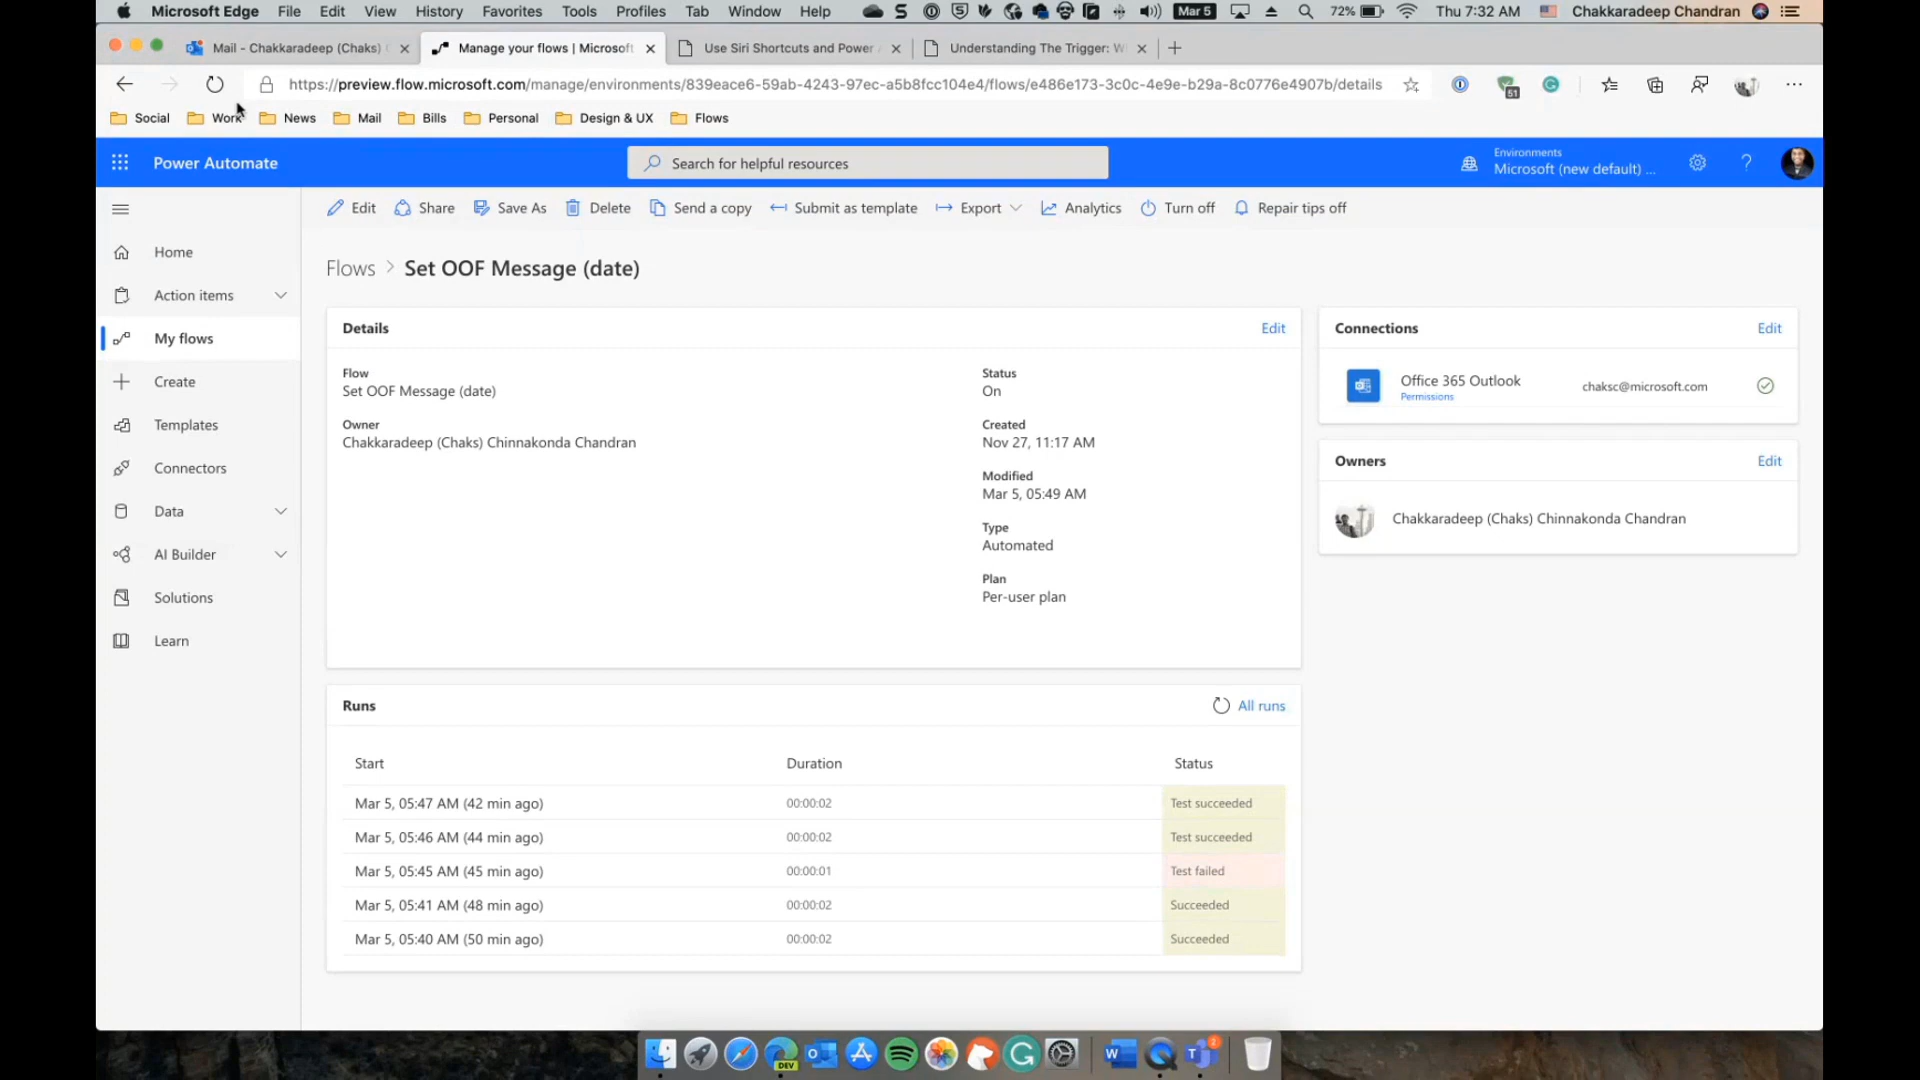 Microsoft Edge File Edit View History Favorites Tools Profiles Tab Window Help Mar 5 72% Thu 7:32 AM Chakkaradeep Chandran
Mail - Chakkaradeep (Chaks) Manage your flows | Microsoft Use Siri Shortcuts and Power Understanding The Trigger: W
https://preview.flow.microsoft.com/manage/environments/839eace6-59ab-4243-97ec-a5b8fcc104e4/flows/e486e173-3c0c-4e9e-b29a-8c0776e4907b/details 51
Social Work News Mail Bills Personal Design & UX Flows
Power Automate Search for helpful resources
Environments
Microsoft (new default) ... ?
Edit Share Save As Delete Send a copy Submit as template Export Analytics Turn off Repair tips off
Home
Action items
My flows
Create
Templates
Connectors
Data
AI Builder
Solutions
Learn
Flows > Set OOF Message (date)
Details Edit
Flow
Set OOF Message (date)
Owner
Chakkaradeep (Chaks) Chinnakonda Chandran
Status
On
Created
Nov 27, 11:17 AM
Modified
Mar 5, 05:49 AM
Type
Automated
Plan
Per-user plan
Connections Edit
Office 365 Outlook chaksc@microsoft.com
Permissions
Owners Edit
Chakkaradeep (Chaks) Chinnakonda Chandran
Runs All runs
Start Duration Status
Mar 5, 05:47 AM (42 min ago) 00:00:02 Test succeeded
Mar 5, 05:46 AM (44 min ago) 00:00:02 Test succeeded
Mar 5, 05:45 AM (45 min ago) 00:00:01 Test failed
Mar 5, 05:41 AM (48 min ago) 00:00:02 Succeeded
Mar 5, 05:40 AM (50 min ago) 00:00:02 Succeeded
DEV W T 2